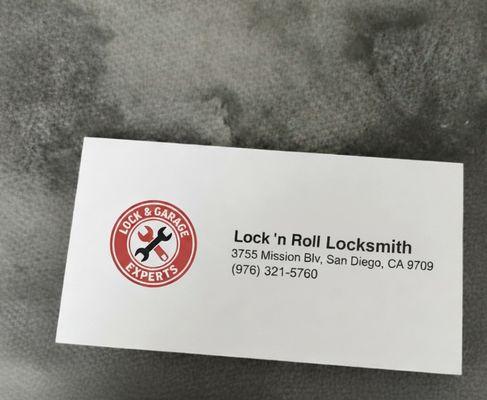 LOCK & GARAGE
EXPERTS
Lock 'n Roll Locksmith
3755 Mission Blv, San Diego, CA 9709
(976) 321-5760